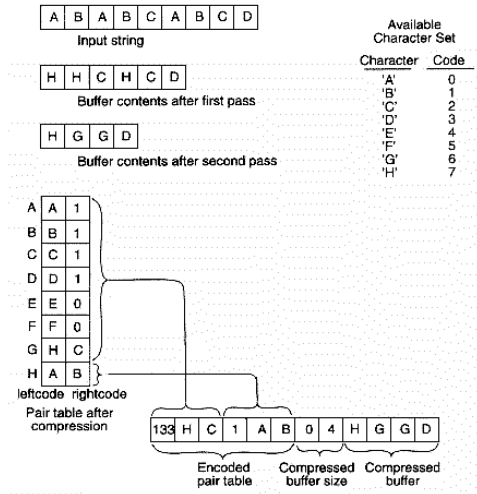 A B A B C A B C D
Input string
H H C H C D
Buffer contents after first pass
H G G D
Buffer contents after second pass
Available
Character Set
Character Code
'A' 0
'B' 1
'C' 2
'D' 3
'E' 4
'F' 5
'G' 6
'H' 7
A A 1
B B 1
C C 1
D D 1
E E 0
F F 0
G H C
H A B
leftcode rightcode
Pair table after
compression
133 H C 1 A B 0 4 H G G D
Encoded
pair table
Compressed
buffer size
Compressed
buffer